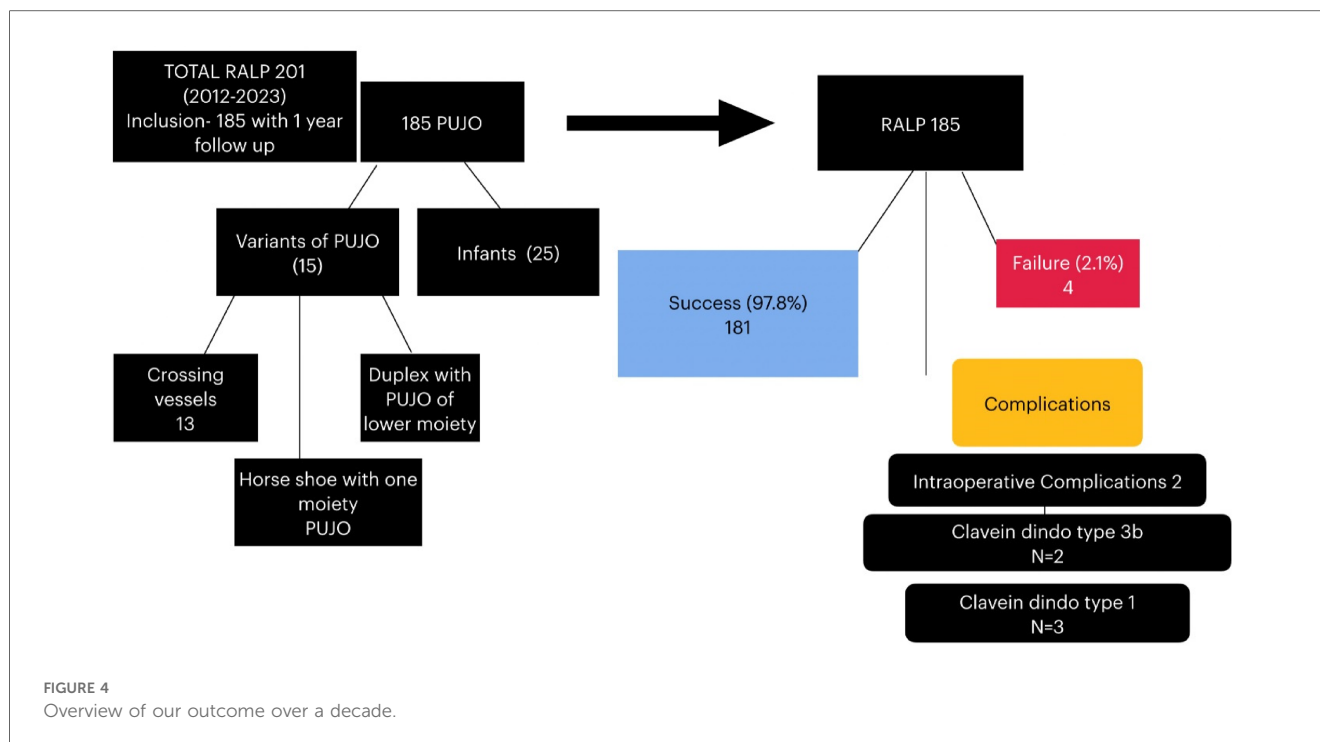 TOTAL RALP 201
(2012-2023)
Inclusion- 185 with 1 year
follow up
185 PUJO
RALP 185
Variants of PUJO
(15)
Infants (25)
Success (97.8%)
181
Failure (2.1%)
4
Crossing
vessels
13
Duplex with
PUJO of
lower moiety
Horse shoe with one
moiety
PUJO
Complications
Intraoperative Complications 2
Clavein dindo type 3b
N=2
Clavein dindo type 1
N=3
FIGURE 4
Overview of our outcome over a decade.